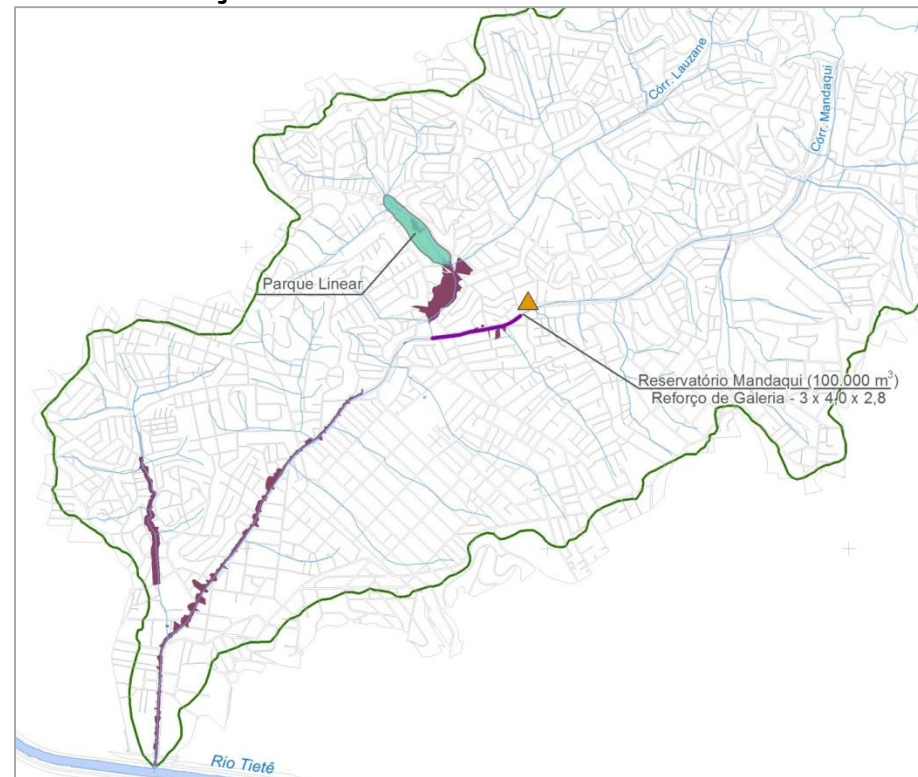 Córr. Lauzane
Córr. Mandaqui
Parque Linear
Reservatório Mandaqui (100.000 m³)
Reforço de Galeria - 3 x 4,0 x 2,8
Rio Tietê